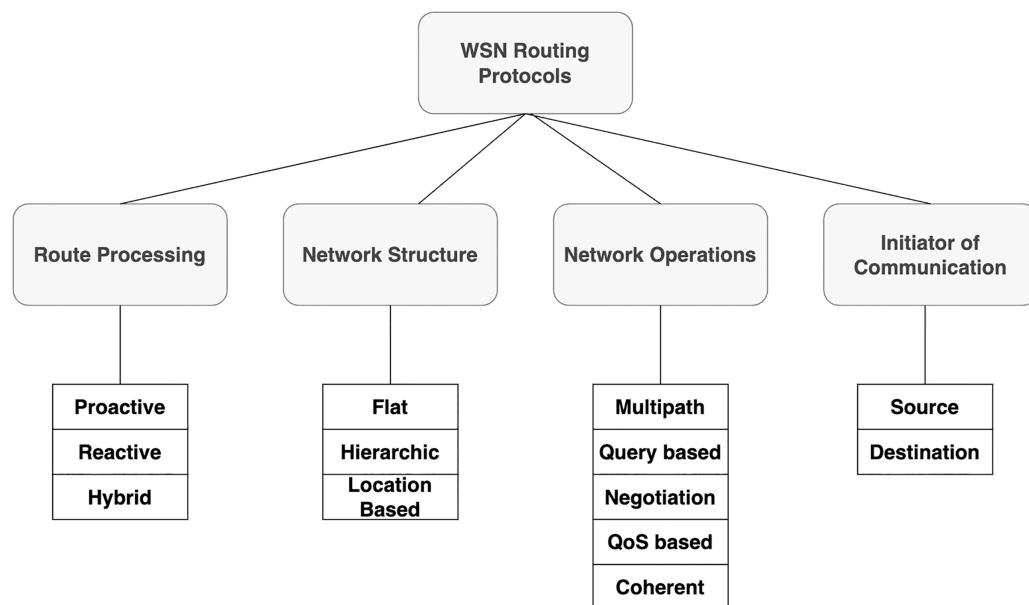 WSN Routing
Protocols
Route Processing
Network Structure
Network Operations
Initiator of
Communication
Proactive
Reactive
Hybrid
Flat
Hierarchic
Location
Based
Multipath
Query based
Negotiation
QoS based
Coherent
Source
Destination